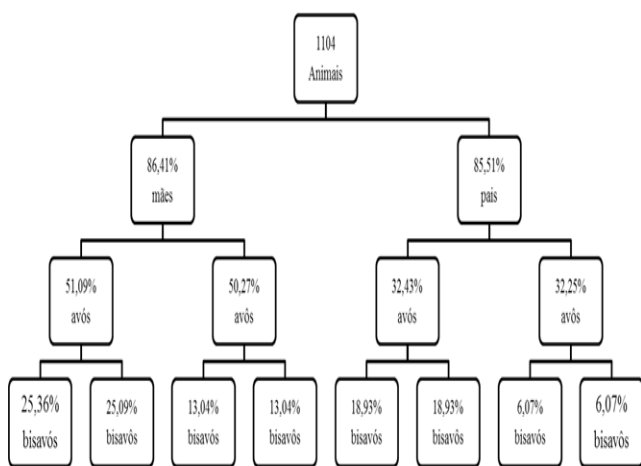 1104
Animais
86,41%
mães
85,51%
pais
51,09%
avós
50,27%
avôs
32,43%
avós
32,25%
avôs
25,36%
bisavós
25,09%
bisavôs
13,04%
bisavós
13,04%
bisavôs
18,93%
bisavós
18,93%
bisavôs
6,07%
bisavós
6,07%
bisavôs